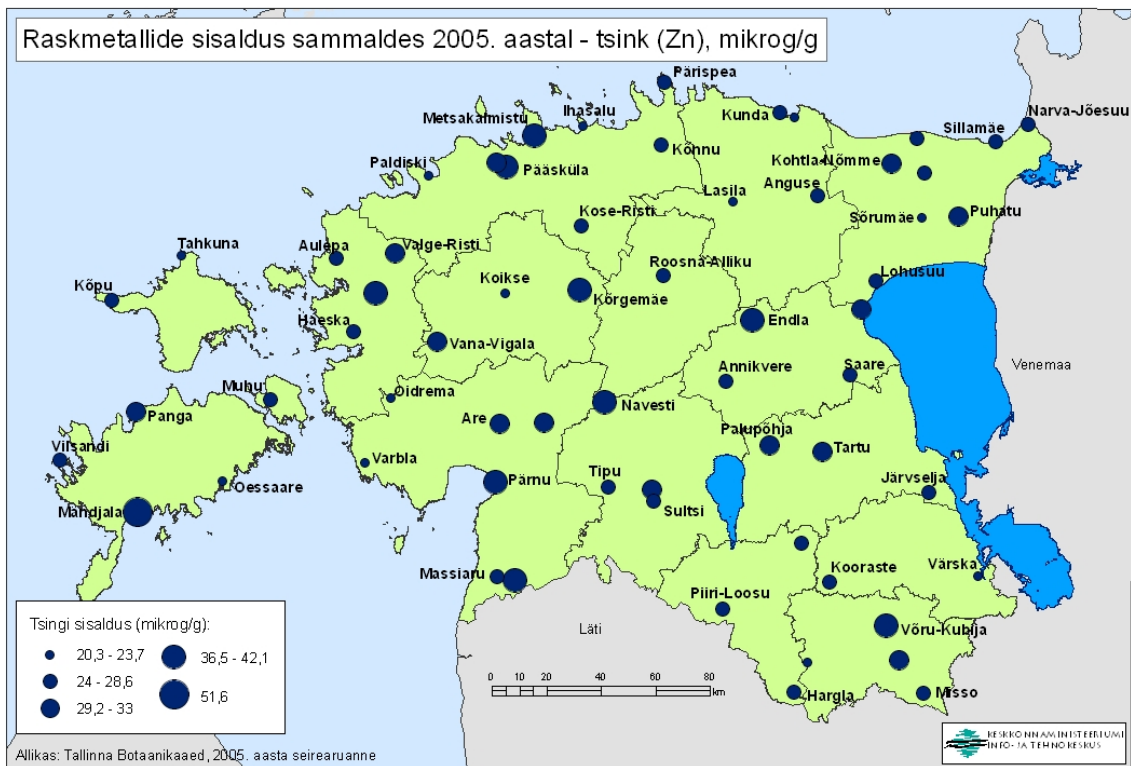 Raskmetallide sisaldus sammaldes 2005. aastal - tsink (Zn), mikrog/g
Pärispea
Kunda
Narva-Jõesuu
Metsakalmistu
Ihasalu
Sillamäe
Kõnnu
Kohtla-Nõmme
Paldiski
Pääsküla
Lasila
Anguse
Kose-Risti
Sõrumäe
Puhatu
Tahkuna
Aulepa
Valge-Risti
Roosna-Alliku
Lohusuu
Kõpu
Koikse
Kõrgemäe
Haeska
Endla
Vana-Vigala
Annikvere
Saare
Venemaa
Muhu
Oidrema
Navesti
Panga
Are
Palupõhja
Tartu
Vilsandi
Varbla
Oessaare
Pärnu
Tipu
Järvselja
Mändjala
Sultsi
Massiaru
Kooraste
Värska
Piiri-Loosu
Läti
Võru-Kubija
Hargla
Misso
Tsingi sisaldus (mikrog/g):
20,3 - 23,7
24 - 28,6
29,2 - 33
36,5 - 42,1
51,6
0 20 40 60 80
km
Allikas: Tallinna Botaanikaaed, 2005. aasta seirearuanne
KESKKONNAMINISTEERIUMI
INFO- JA TEHNOKESKUS